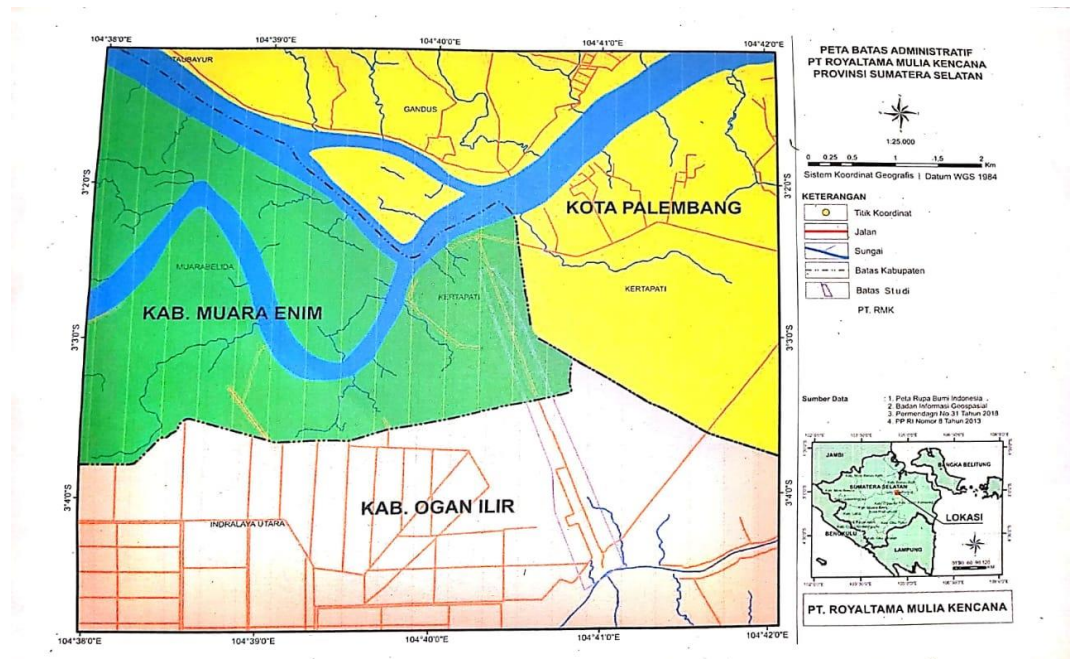 104°38'0"E 104°39'0"E 104°40'0"E 104°41'0"E 104°42'0"E
GANDUS
3°2'0"S 3°2'0"S
KOTA PALEMBANG
MUARABELIDA
KERTAPATI
KERTAPATI
KAB. MUARA ENIM
3°3'0"S 3°3'0"S
3°4'0"S 3°4'0"S
KAB. OGAN ILIR
INDRALAYA UTARA
104°38'0"E 104°39'0"E 104°40'0"E 104°41'0"E 104°42'0"E
PETA BATAS ADMINISTRATIF
PT ROYALTAMA MULIA KENCANA
PROVINSI SUMATERA SELATAN
1:25.000
0 0.25 0.5 1 1.5 2
Km
Sistem Koordinat Geografis | Datum WGS 1984
KETERANGAN
Titik Koordinat
Jalan
Sungai
Batas Kabupaten
Batas Studi
PT. RMK
Sumber Data : 1. Peta Rupa Bumi Indonesia
2. Badan Informasi Geospasial
3. Permendagri No 31 Tahun 2018
4. PP RI Nomor 8 Tahun 2013
JAMBI
BANGKA BELITUNG
SUMATERA SELATAN
BENGKULU
LAMPUNG
LOKASI
PT. ROYALTAMA MULIA KENCANA